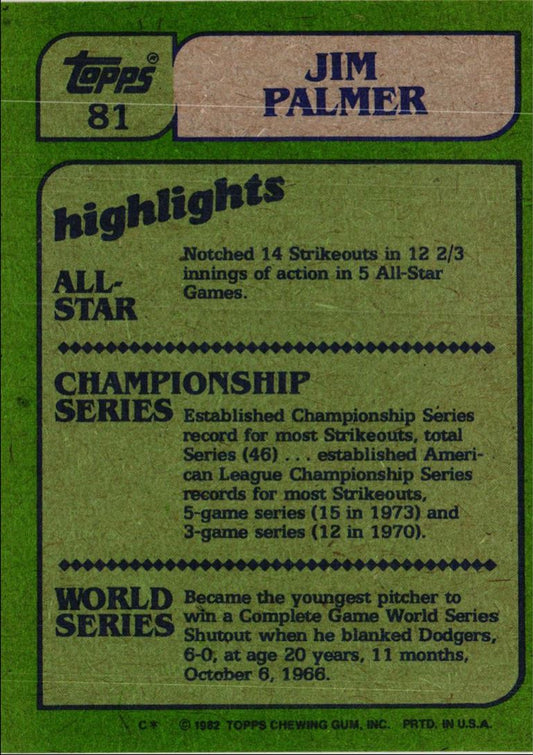 Topps®
81
JIM
PALMER
highlights
ALL-
STAR
Notched 14 Strikeouts in 12 2/3
innings of action in 5 All-Star
Games.
CHAMPIONSHIP
SERIES
Established Championship Series
record for most Strikeouts, total
Series (46) . . . established Ameri-
can League Championship Series
records for most Strikeouts,
5-game series (15 in 1973) and
3-game series (12 in 1970).
WORLD
SERIES
Became the youngest pitcher to
win a Complete Game World Series
Shutout when he blanked Dodgers,
6-0, at age 20 years, 11 months,
October 6, 1966.
C* © 1982 TOPPS CHEWING GUM, INC. PRTD. IN U.S.A.